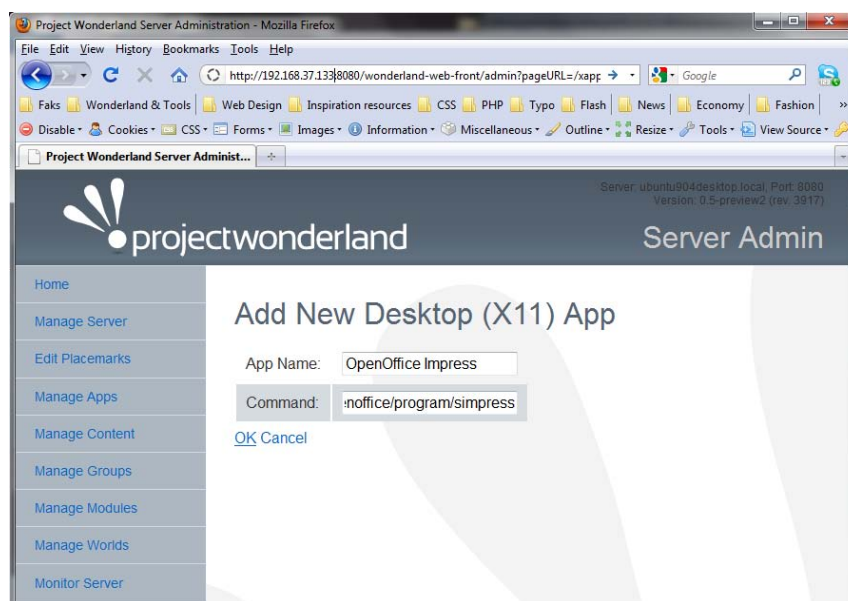 Project Wonderland Server Administration - Mozilla Firefox
File Edit View History Bookmarks Tools Help
http://192.168.37.133:8080/wonderland-web-front/admin?pageURL=/xapp Google
Faks Wonderland & Tools Web Design Inspiration resources CSS PHP Typo Flash News Economy Fashion »
Disable Cookies CSS Forms Images Information Miscellaneous Outline Resize Tools View Source
Project Wonderland Server Administ...
Server: ubuntu904desktop.local, Port: 8080
Version: 0.5-preview2 (rev. 3917)
projectwonderland
Server Admin
Home
Manage Server
Edit Placemarks
Manage Apps
Manage Content
Manage Groups
Manage Modules
Manage Worlds
Monitor Server
Add New Desktop (X11) App
App Name: OpenOffice Impress
Command: enoffice/program/simpress
OK Cancel